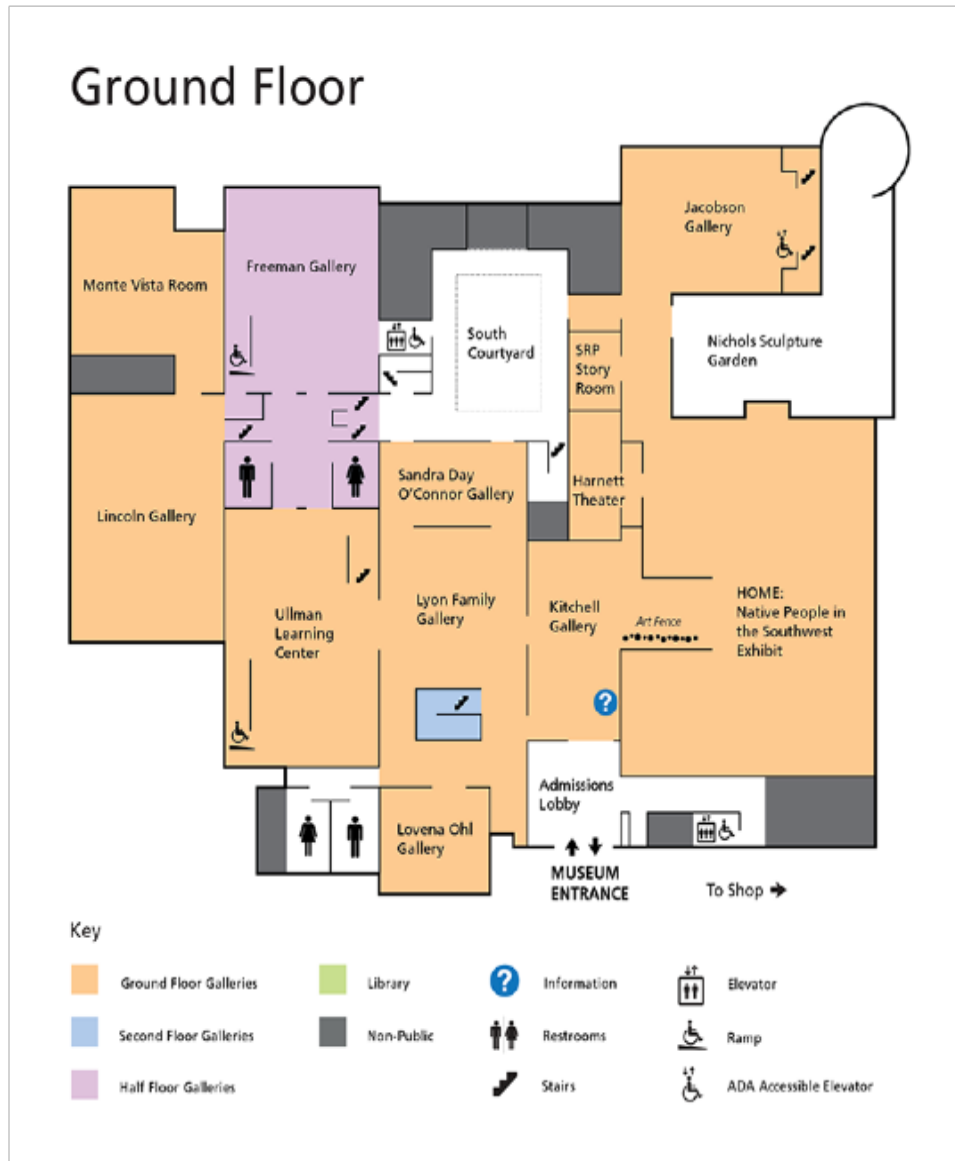 Ground Floor
Jacobson
Gallery
Freeman Gallery
Monte Vista Room
South
Courtyard
Nichols Sculpture
Garden
SRP
Story
Room
Sandra Day
O'Connor Gallery
Harnett
Theater
Lincoln Gallery
Lyon Family
Gallery
Kitchell
Gallery
Art Fence
HOME:
Native People in
the Southwest
Exhibit
Ullman
Learning
Center
?
Admissions
Lobby
Lovena Ohl
Gallery
MUSEUM
ENTRANCE
To Shop
Key
Ground Floor Galleries
Library
?
Information
Elevator
Second Floor Galleries
Non-Public
Restrooms
Ramp
Half Floor Galleries
Stairs
ADA Accessible Elevator